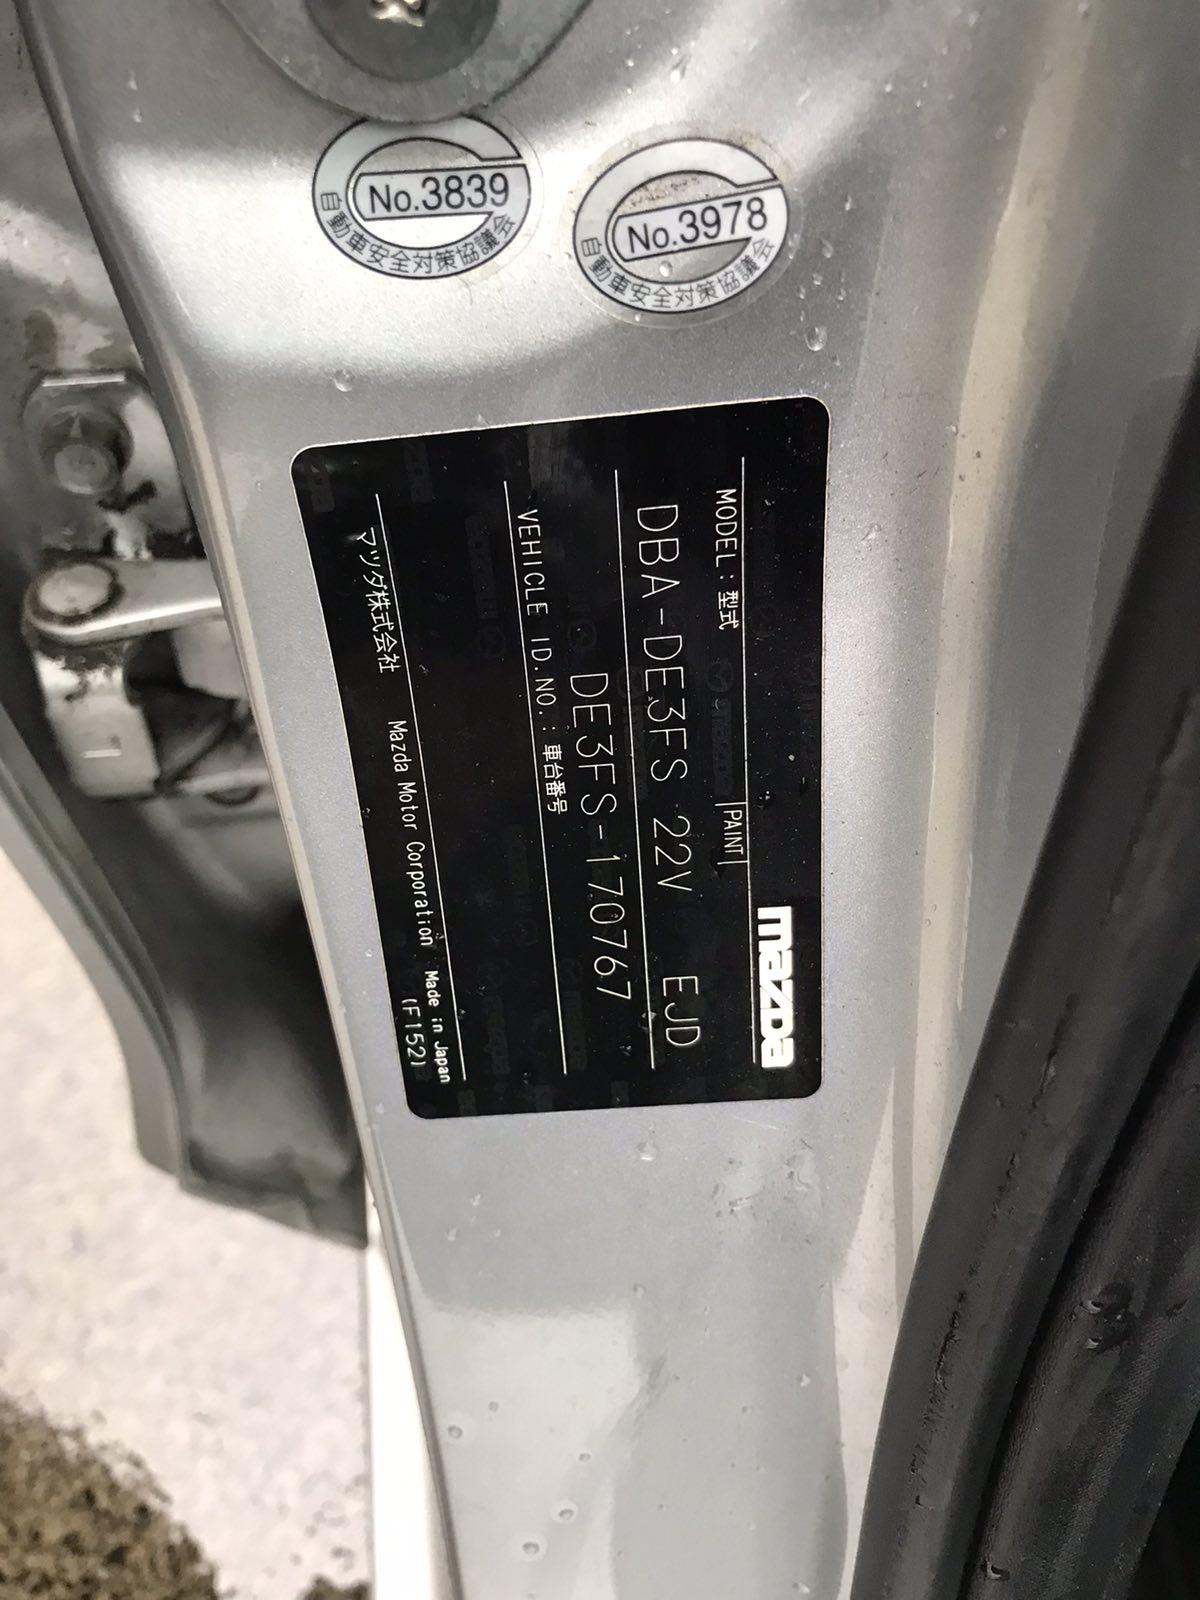 No.3839
自動車安全対策協議会
No.3978
自動車安全対策協議会
mazda
MODEL:型式 PAINT
DBA-DE3FS 22V EJD
DE3FS-170767
VEHICLE ID.NO.:車台番号
マツダ株式会社 Mazda Motor Corporation Made in Japan
(F152)